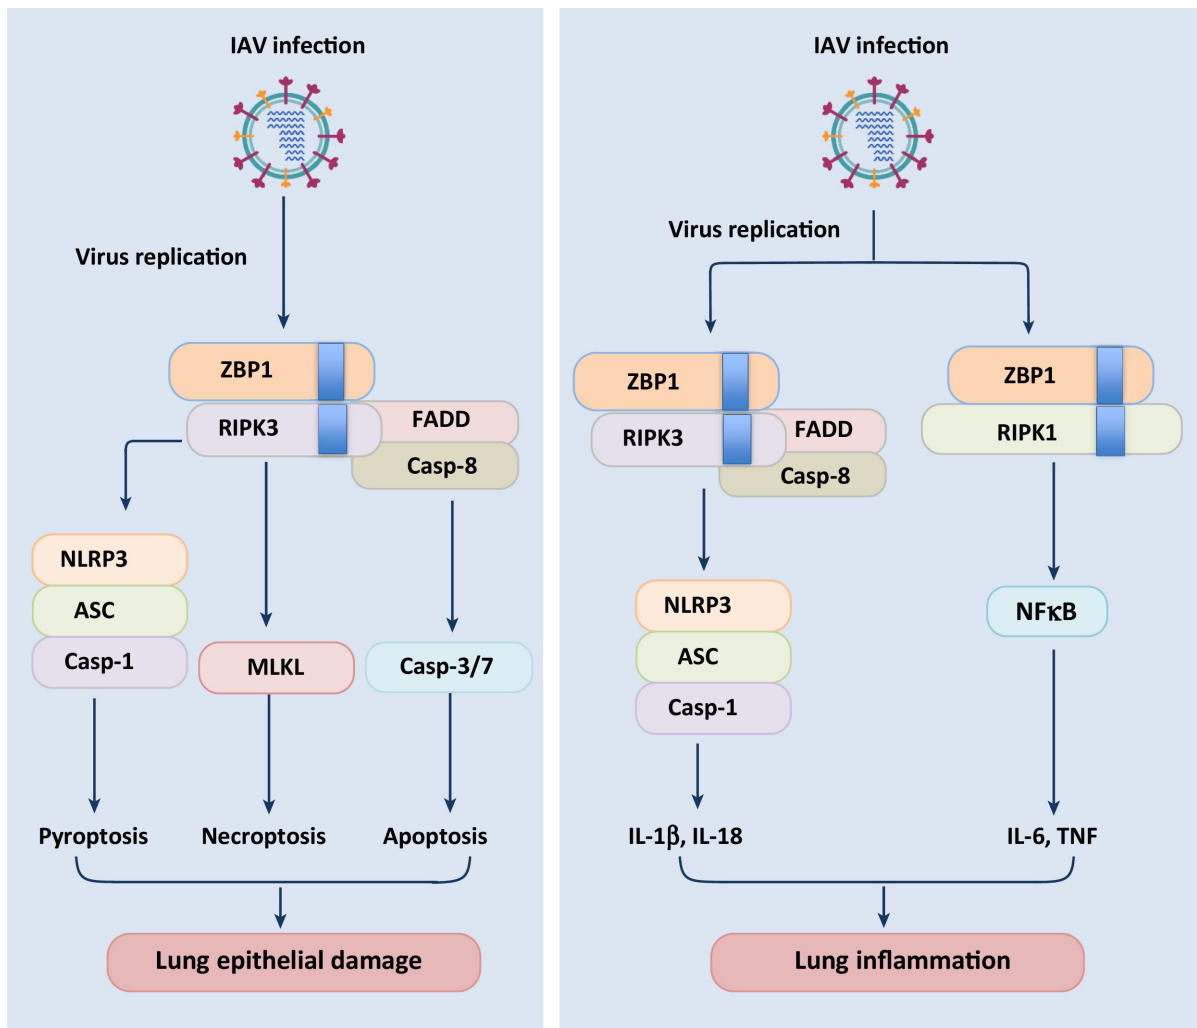 IAV infection
Virus replication
ZBP1
RIPK3
FADD
Casp-8
NLRP3
ASC
Casp-1
MLKL
Casp-3/7
Pyroptosis
Necroptosis
Apoptosis
Lung epithelial damage
IAV infection
Virus replication
ZBP1
RIPK3
FADD
Casp-8
ZBP1
RIPK1
NLRP3
ASC
Casp-1
NFκB
IL-1β, IL-18
IL-6, TNF
Lung inflammation